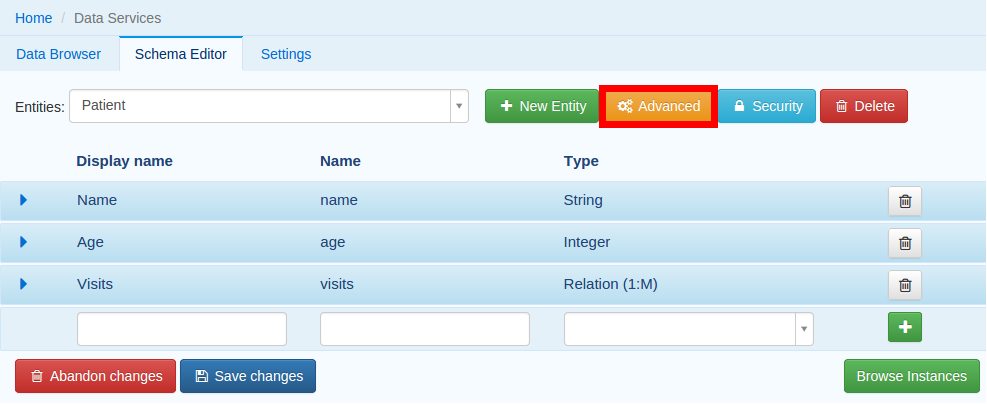 Home / Data Services
Data Browser Schema Editor Settings
Entities: Patient New Entity Advanced Security Delete
Display name Name Type
Name name String
Age age Integer
Visits visits Relation (1:M)
Abandon changes Save changes Browse Instances